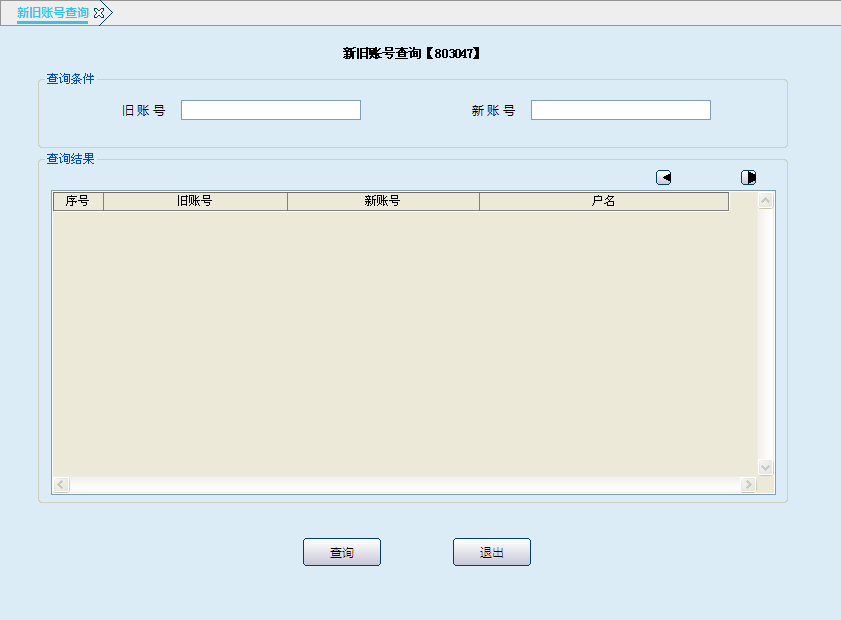 新旧账号查询
新旧账号查询【803047】
查询条件
旧 账 号
新 账 号
查询结果
序号 旧账号 新账号 户名
查询 退出